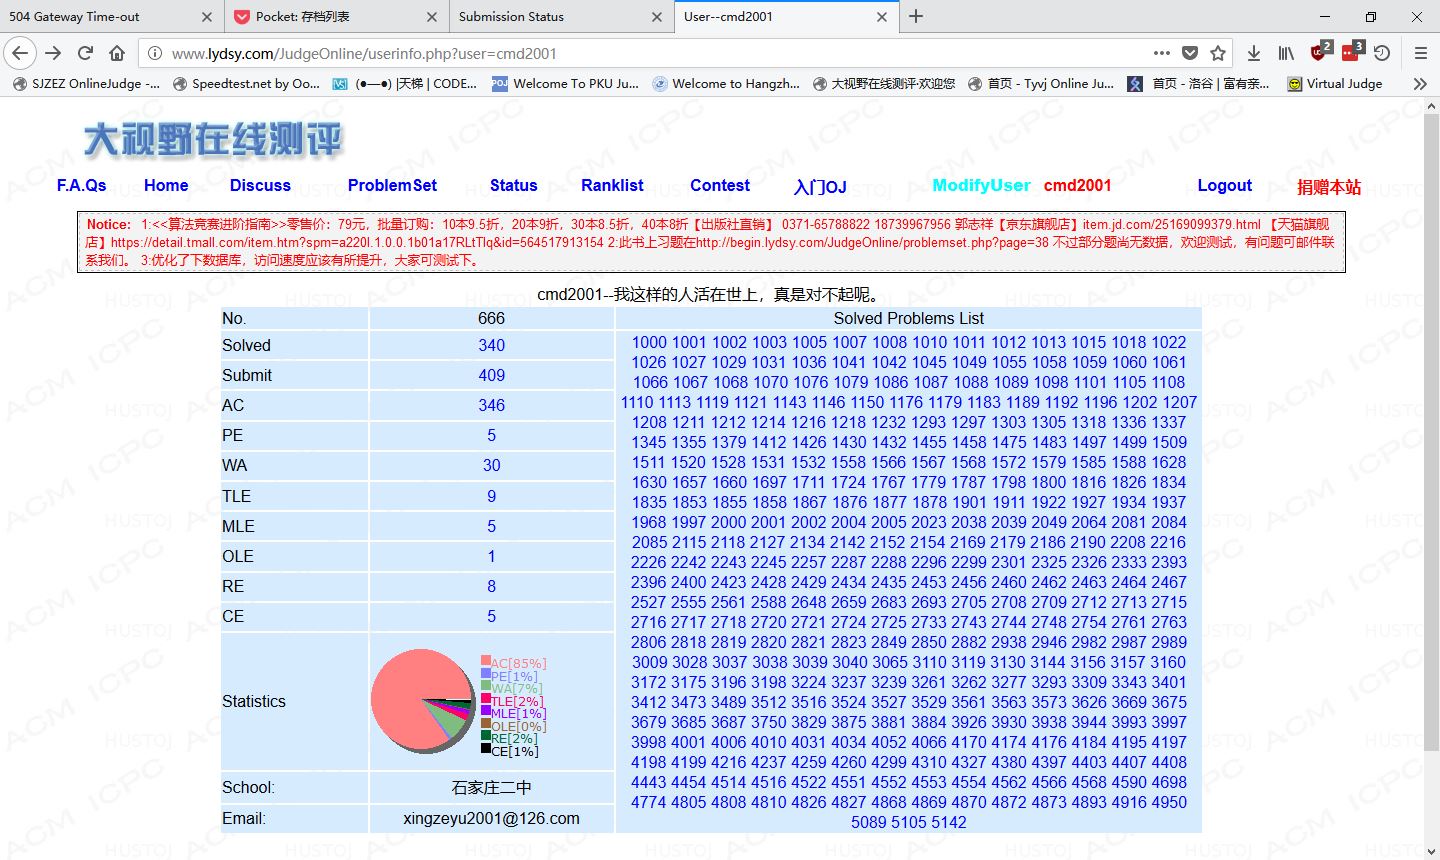 504 Gateway Time-out
Pocket: 存档列表
Submission Status
User--cmd2001
www.lydsy.com/JudgeOnline/userinfo.php?user=cmd2001
2
3
SJZEZ OnlineJudge -...
Speedtest.net by Oo...
(●—●) |天梯 | CODE...
Welcome To PKU Ju...
Welcome to Hangzh...
大视野在线测评-欢迎您
首页 - Tyvj Online Ju...
首页 - 洛谷 | 富有亲...
Virtual Judge
大视野在线测评
F.A.Qs Home Discuss ProblemSet Status Ranklist Contest 入门OJ ModifyUser cmd2001 Logout 捐赠本站
Notice: 1:<<算法竞赛进阶指南>>零售价：79元，批量订购：10本9.5折，20本9折，30本8.5折，40本8折【出版社直销】 0371-65788822 18739967956 郭志祥【京东旗舰店】item.jd.com/25169099379.html 【天猫旗舰
店】https://detail.tmall.com/item.htm?spm=a220l.1.0.0.1b01a17RLtTlq&id=564517913154 2:此书上习题在http://begin.lydsy.com/JudgeOnline/problemset.php?page=38 不过部分题尚无数据，欢迎测试，有问题可邮件联
系我们。 3:优化了下数据库，访问速度应该有所提升，大家可测试下。
cmd2001--我这样的人活在世上，真是对不起呢。
No. 666
Solved 340
Submit 409
AC 346
PE 5
WA 30
TLE 9
MLE 5
OLE 1
RE 8
CE 5
Statistics
AC[85%]
PE[1%]
WA[7%]
TLE[2%]
MLE[1%]
OLE[0%]
RE[2%]
CE[1%]
School: 石家庄二中
Email: xingzeyu2001@126.com
Solved Problems List
1000 1001 1002 1003 1005 1007 1008 1010 1011 1012 1013 1015 1018 1022
1026 1027 1029 1031 1036 1041 1042 1045 1049 1055 1058 1059 1060 1061
1066 1067 1068 1070 1076 1079 1086 1087 1088 1089 1098 1101 1105 1108
1110 1113 1119 1121 1143 1146 1150 1176 1179 1183 1189 1192 1196 1202 1207
1208 1211 1212 1214 1216 1218 1232 1293 1297 1303 1305 1318 1336 1337
1345 1355 1379 1412 1426 1430 1432 1455 1458 1475 1483 1497 1499 1509
1511 1520 1528 1531 1532 1558 1566 1567 1568 1572 1579 1585 1588 1628
1630 1657 1660 1697 1711 1724 1767 1779 1787 1798 1800 1816 1826 1834
1835 1853 1855 1858 1867 1876 1877 1878 1901 1911 1922 1927 1934 1937
1968 1997 2000 2001 2002 2004 2005 2023 2038 2039 2049 2064 2081 2084
2085 2115 2118 2127 2134 2142 2152 2154 2169 2179 2186 2190 2208 2216
2226 2242 2243 2245 2257 2287 2288 2296 2299 2301 2325 2326 2333 2393
2396 2400 2423 2428 2429 2434 2435 2453 2456 2460 2462 2463 2464 2467
2527 2555 2561 2588 2648 2659 2683 2693 2705 2708 2709 2712 2713 2715
2716 2717 2718 2720 2721 2724 2725 2733 2743 2744 2748 2754 2761 2763
2806 2818 2819 2820 2821 2823 2849 2850 2882 2938 2946 2982 2987 2989
3009 3028 3037 3038 3039 3040 3065 3110 3119 3130 3144 3156 3157 3160
3172 3175 3196 3198 3224 3237 3239 3261 3262 3277 3293 3309 3343 3401
3412 3473 3489 3512 3516 3524 3527 3529 3561 3563 3573 3626 3669 3675
3679 3685 3687 3750 3829 3875 3881 3884 3926 3930 3938 3944 3993 3997
3998 4001 4006 4010 4031 4034 4052 4066 4170 4174 4176 4184 4195 4197
4198 4199 4216 4237 4259 4260 4299 4310 4327 4380 4397 4403 4407 4408
4443 4454 4514 4516 4522 4551 4552 4553 4554 4562 4566 4568 4590 4698
4774 4805 4808 4810 4826 4827 4868 4869 4870 4872 4873 4893 4916 4950
5089 5105 5142